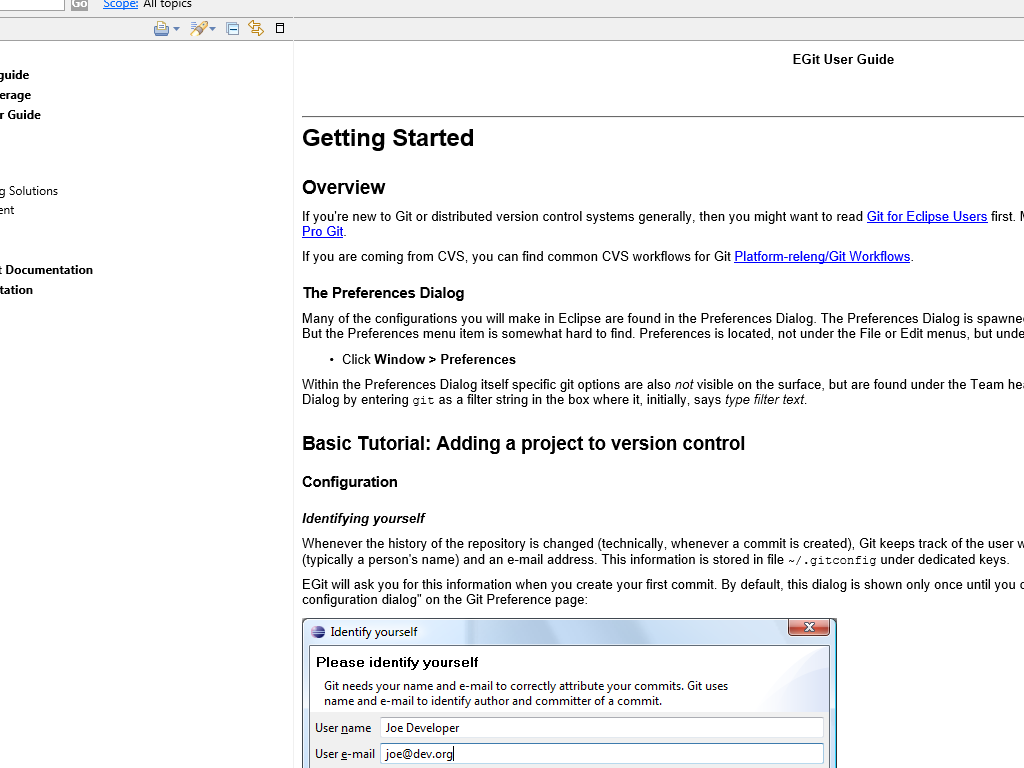 Go Scope: All topics
guide
erage
r Guide
g Solutions
ent
t Documentation
tation
EGit User Guide
Getting Started
Overview
If you're new to Git or distributed version control systems generally, then you might want to read Git for Eclipse Users first.
Pro Git.
If you are coming from CVS, you can find common CVS workflows for Git Platform-releng/Git Workflows.
The Preferences Dialog
Many of the configurations you will make in Eclipse are found in the Preferences Dialog. The Preferences Dialog is spawne
But the Preferences menu item is somewhat hard to find. Preferences is located, not under the File or Edit menus, but unde
• Click Window > Preferences
Within the Preferences Dialog itself specific git options are also not visible on the surface, but are found under the Team hea
Dialog by entering git as a filter string in the box where it, initially, says type filter text.
Basic Tutorial: Adding a project to version control
Configuration
Identifying yourself
Whenever the history of the repository is changed (technically, whenever a commit is created), Git keeps track of the user w
(typically a person's name) and an e-mail address. This information is stored in file ~/.gitconfig under dedicated keys.
EGit will ask you for this information when you create your first commit. By default, this dialog is shown only once until you c
configuration dialog" on the Git Preference page:
Identify yourself
Please identify yourself
Git needs your name and e-mail to correctly attribute your commits. Git uses
name and e-mail to identify author and committer of a commit.
User name Joe Developer
User e-mail joe@dev.org